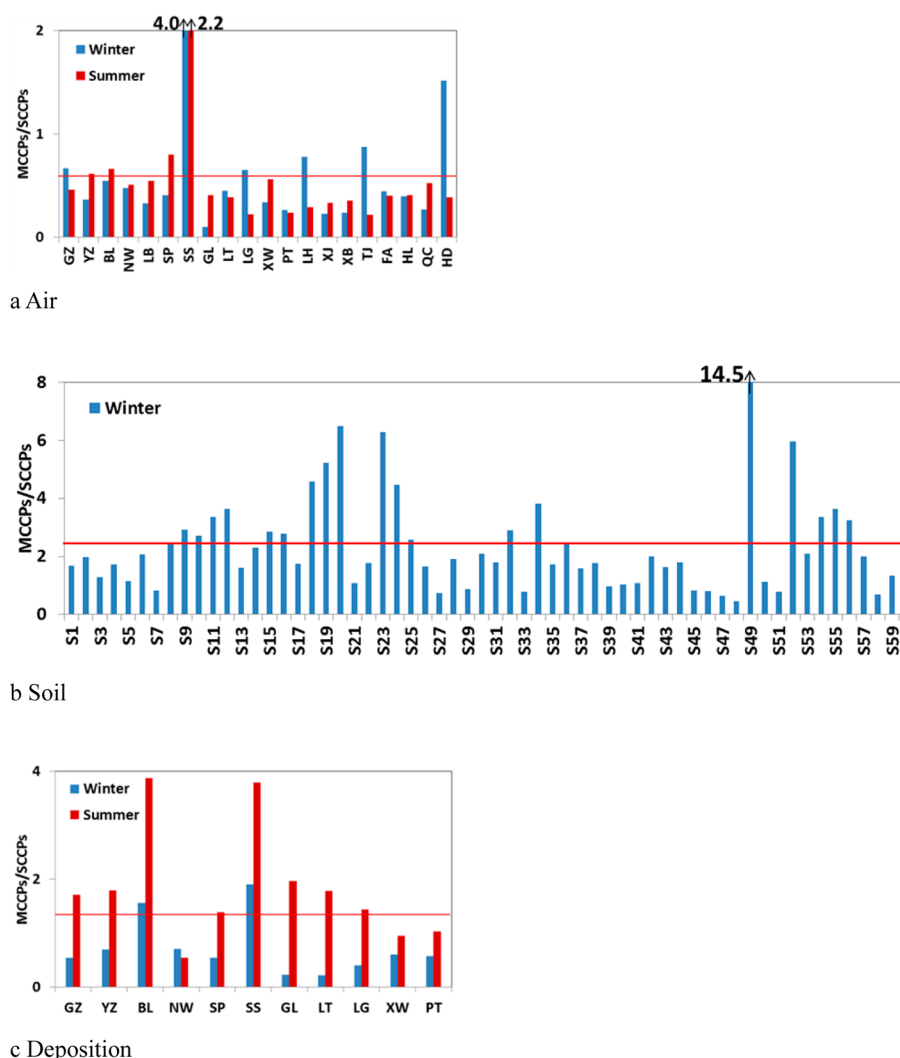 4.0 2.2
2
Winter
Summer
MCCPs/SCCPs
1
0
GZ YZ BL NW LB SP SS GL LT LG XW PT LH XJ XB TJ FA HL QC HD
a Air
14.5
8
Winter
MCCPs/SCCPs
6
4
2
0
S1 S3 S5 S7 S9 S11 S13 S15 S17 S19 S21 S23 S25 S27 S29 S31 S33 S35 S37 S39 S41 S43 S45 S47 S49 S51 S53 S55 S57 S59
b Soil
4
Winter
Summer
MCCPs/SCCPs
2
0
GZ YZ BL NW SP SS GL LT LG XW PT
c Deposition